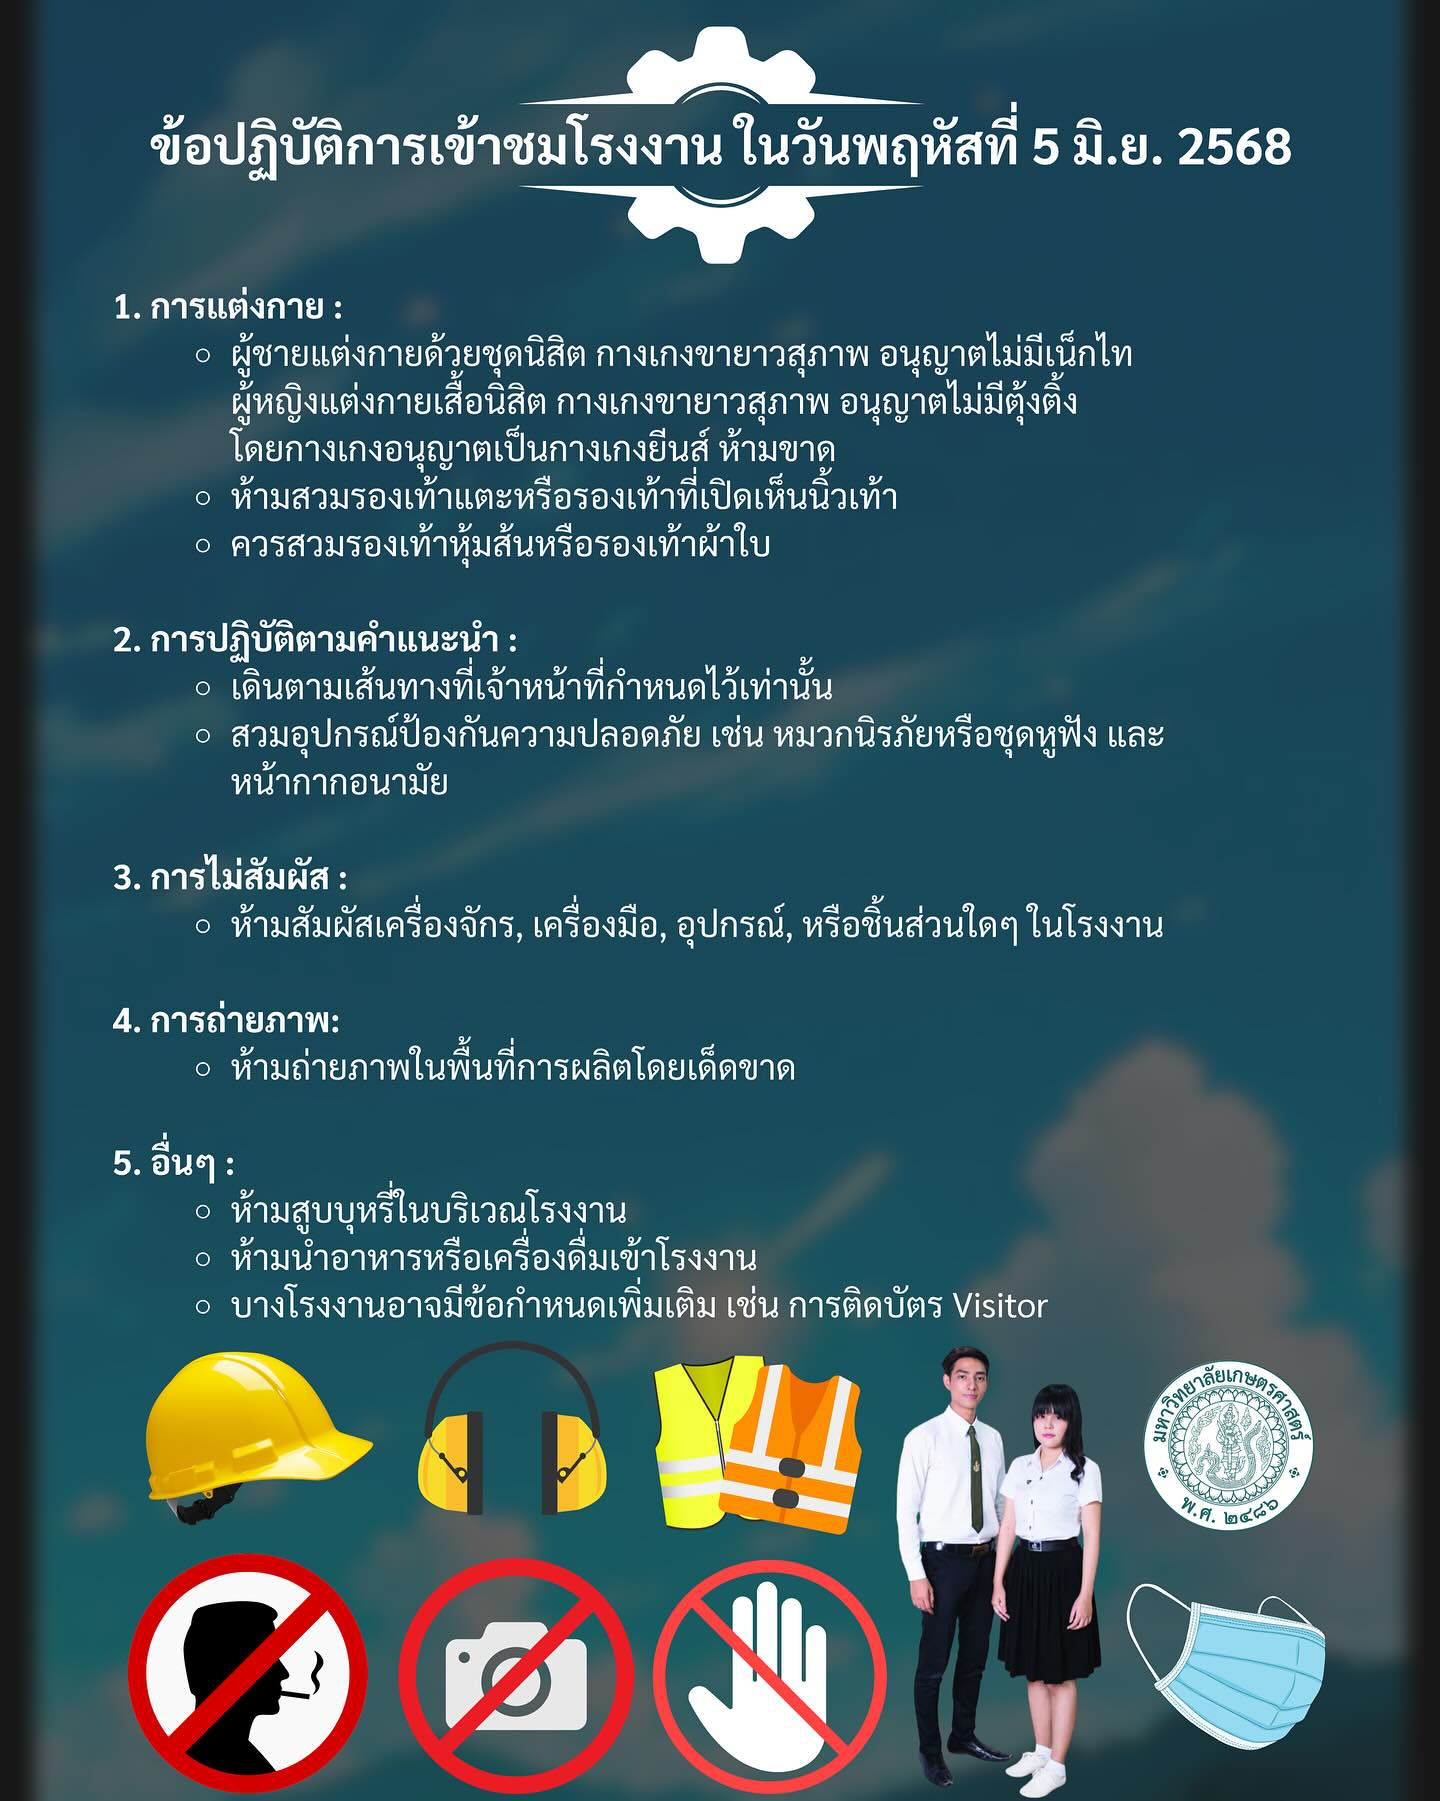 ข้อปฏิบัติการเข้าชมโรงงาน ในวันพฤหัสที่ 5 มิ.ย. 2568
1. การแต่งกาย :
○ ผู้ชายแต่งกายด้วยชุดนิสิต กางเกงขายาวสุภาพ อนุญาตไม่มีเน็กไท
ผู้หญิงแต่งกายเสื้อนิสิต กางเกงขายาวสุภาพ อนุญาตไม่มีตุ้งติ้ง
โดยกางเกงอนุญาตเป็นกางเกงยีนส์ ห้ามขาด
○ ห้ามสวมรองเท้าแตะหรือรองเท้าที่เปิดเห็นนิ้วเท้า
○ ควรสวมรองเท้าหุ้มส้นหรือรองเท้าผ้าใบ
2. การปฏิบัติตามคำแนะนำ :
○ เดินตามเส้นทางที่เจ้าหน้าที่กำหนดไว้เท่านั้น
○ สวมอุปกรณ์ป้องกันความปลอดภัย เช่น หมวกนิรภัยหรือชุดหูฟัง และ
หน้ากากอนามัย
3. การไม่สัมผัส :
○ ห้ามสัมผัสเครื่องจักร, เครื่องมือ, อุปกรณ์, หรือชิ้นส่วนใดๆ ในโรงงาน
4. การถ่ายภาพ:
○ ห้ามถ่ายภาพในพื้นที่การผลิตโดยเด็ดขาด
5. อื่นๆ :
○ ห้ามสูบบุหรี่ในบริเวณโรงงาน
○ ห้ามนำอาหารหรือเครื่องดื่มเข้าโรงงาน
○ บางโรงงานอาจมีข้อกำหนดเพิ่มเติม เช่น การติดบัตร Visitor
มหาวิทยาลัยเกษตรศาสตร์
พ.ศ. ๒๔๘๖